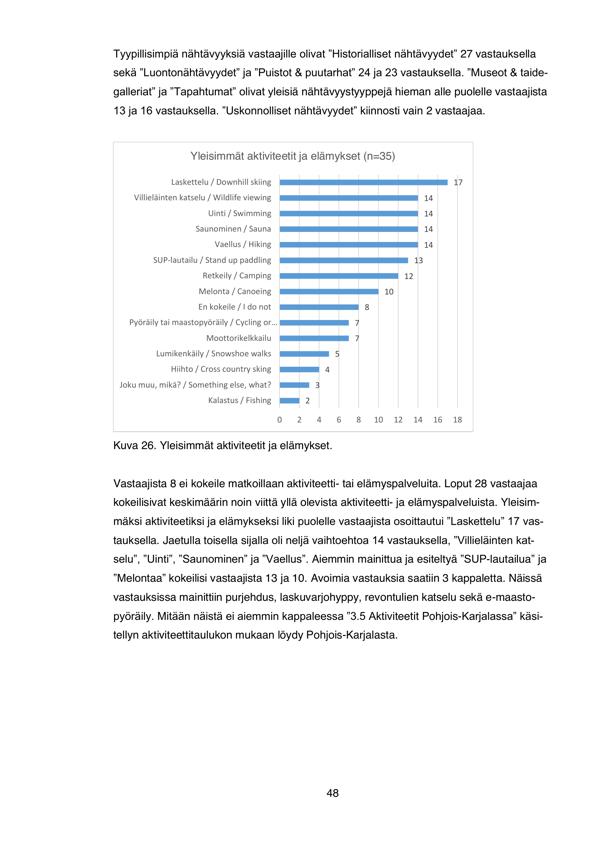 Tyypillisimpiä nähtävyyksiä vastaajille olivat ”Historialliset nähtävyydet” 27 vastauksella
sekä ”Luontonähtävyydet” ja ”Puistot & puutarhat” 24 ja 23 vastauksella. ”Museot & taide-
galleriat” ja ”Tapahtumat” olivat yleisiä nähtävyystyyppejä hieman alle puolelle vastaajista
13 ja 16 vastauksella. ”Uskonnolliset nähtävyydet” kiinnosti vain 2 vastaajaa.
Yleisimmät aktiviteetit ja elämykset (n=35)
Laskettelu / Downhill skiing 17
Villieläinten katselu / Wildlife viewing 14
Uinti / Swimming 14
Saunominen / Sauna 14
Vaellus / Hiking 14
SUP-lautailu / Stand up paddling 13
Retkeily / Camping 12
Melonta / Canoeing 10
En kokeile / I do not 8
Pyöräily tai maastopyöräily / Cycling or... 7
Moottorikelkkailu 7
Lumikenkäily / Snowshoe walks 5
Hiihto / Cross country sking 4
Joku muu, mikä? / Something else, what? 3
Kalastus / Fishing 2
0 2 4 6 8 10 12 14 16 18
Kuva 26. Yleisimmät aktiviteetit ja elämykset.
Vastaajista 8 ei kokeile matkoillaan aktiviteetti- tai elämyspalveluita. Loput 28 vastaajaa
kokeilisivat keskimäärin noin viittä yllä olevista aktiviteetti- ja elämyspalveluista. Yleisim-
mäksi aktiviteetiksi ja elämykseksi liki puolelle vastaajista osoittautui ”Laskettelu” 17 vas-
tauksella. Jaetulla toisella sijalla oli neljä vaihtoehtoa 14 vastauksella, ”Villieläinten kat-
selu”, ”Uinti”, ”Saunominen” ja ”Vaellus”. Aiemmin mainittua ja esiteltyä ”SUP-lautailua” ja
”Melontaa” kokeilisi vastaajista 13 ja 10. Avoimia vastauksia saatiin 3 kappaletta. Näissä
vastauksissa mainittiin purjehdus, laskuvarjohyppy, revontulien katselu sekä e-maasto-
pyöräily. Mitään näistä ei aiemmin kappaleessa ”3.5 Aktiviteetit Pohjois-Karjalassa” käsi-
tellyn aktiviteettitaulukon mukaan löydy Pohjois-Karjalasta.
48